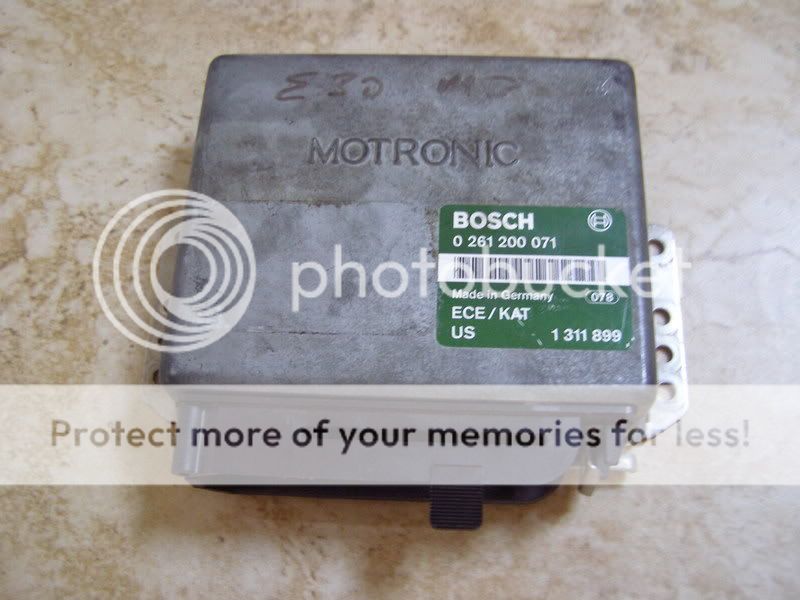 E30
MOTRONIC
BOSCH
0 261 200 071
photobucket
Made in Germany 078
ECE/KAT
US 1 311 899
Protect more of your memories for less!